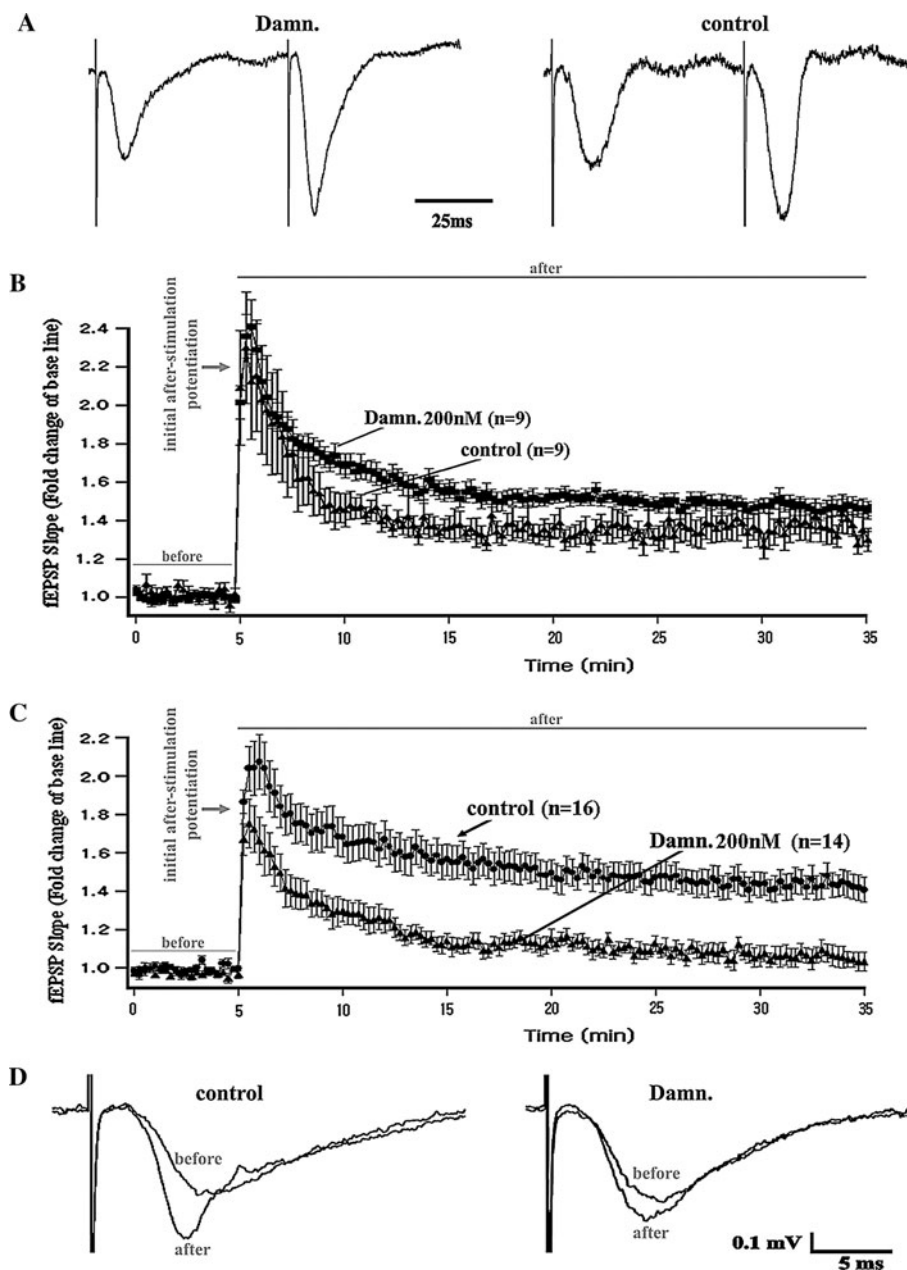 A
Damn.
control
25ms
B
after
fEPSP Slope (Fold change of base line)
initial after-stimulation
potentiation
2.4
2.2
2.0
1.8
1.6
1.4
1.2
1.0
Damn. 200nM (n=9)
control (n=9)
before
0 5 10 15 20 25 30 35
Time (min)
C
after
fEPSP Slope (Fold change of base line)
initial after-stimulation
potentiation
2.2
2.0
1.8
1.6
1.4
1.2
1.0
control (n=16)
Damn. 200nM (n=14)
before
0 5 10 15 20 25 30 35
Time (min)
D
control
Damn.
before
after
before
after
0.1 mV
5 ms